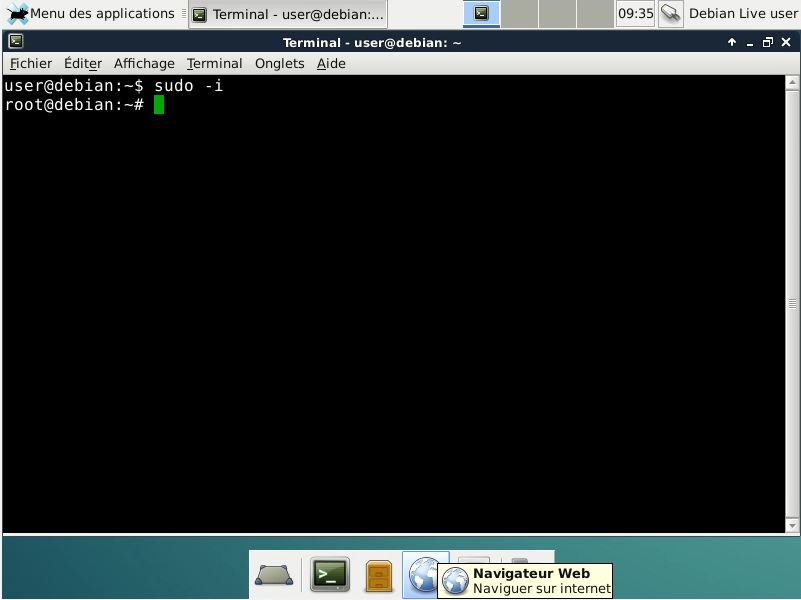 Menu des applications
Terminal - user@debian:...
09:35
Debian Live user
Terminal - user@debian: ~
Fichier Éditer Affichage Terminal Onglets Aide
user@debian:~$ sudo -i
root@debian:~#
Navigateur Web
Naviguer sur internet